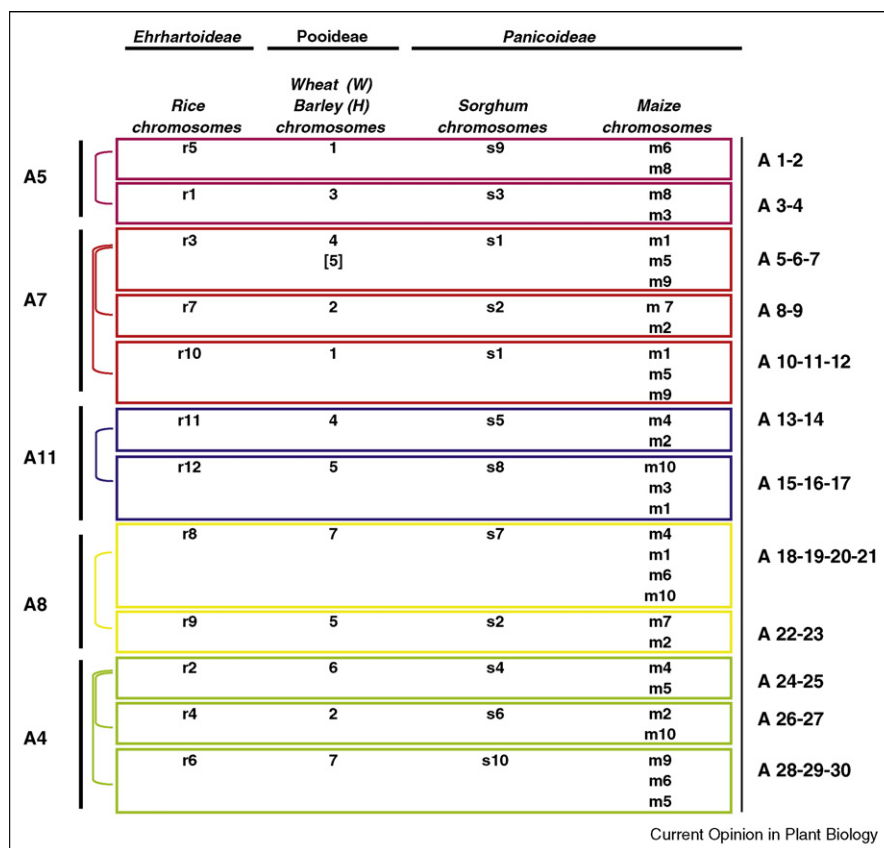 Ehrhartoideae Pooideae Panicoideae
Wheat (W)
Rice Barley (H) Sorghum Maize
chromosomes chromosomes chromosomes chromosomes
A5
r5 1 s9 m6 A 1-2
m8
r1 3 s3 m8 A 3-4
m3
A7
r3 4 s1 m1 A 5-6-7
[5] m5
m9
r7 2 s2 m 7 A 8-9
m2
r10 1 s1 m1 A 10-11-12
m5
m9
A11
r11 4 s5 m4 A 13-14
m2
r12 5 s8 m10 A 15-16-17
m3
m1
A8
r8 7 s7 m4 A 18-19-20-21
m1
m6
m10
r9 5 s2 m7 A 22-23
m2
A4
r2 6 s4 m4 A 24-25
m5
r4 2 s6 m2 A 26-27
m10
r6 7 s10 m9 A 28-29-30
m6
m5
Current Opinion in Plant Biology